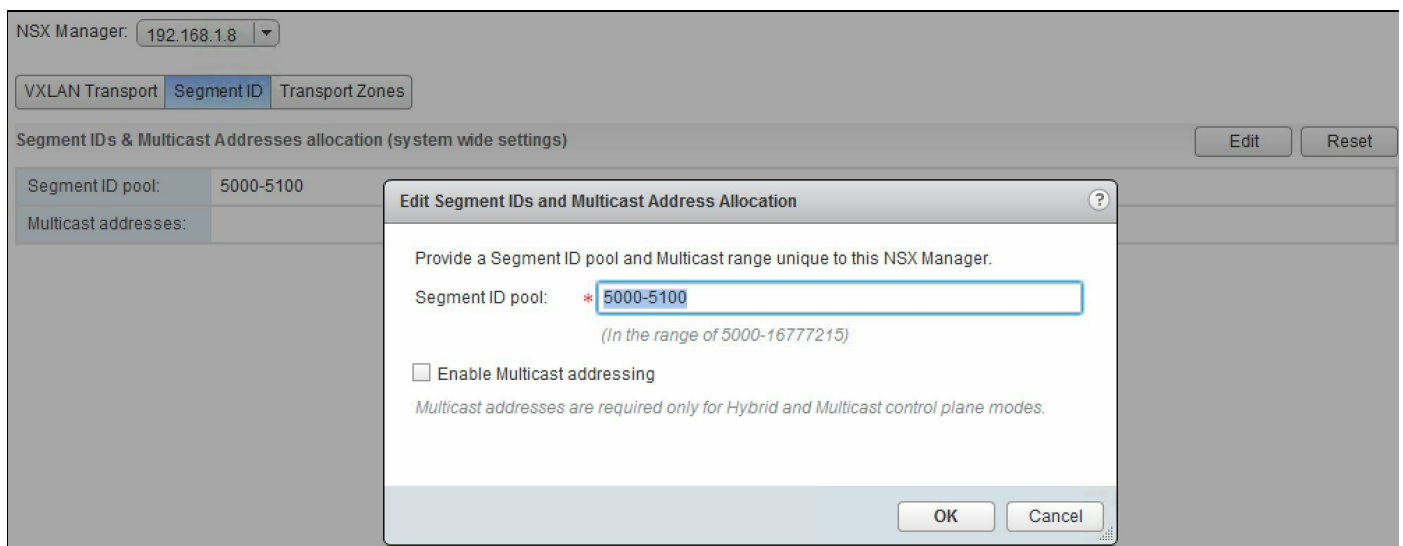 NSX Manager: 192.168.1.8
VXLAN Transport Segment ID Transport Zones
Segment IDs & Multicast Addresses allocation (system wide settings) Edit Reset
Segment ID pool: 5000-5100
Multicast addresses:
Edit Segment IDs and Multicast Address Allocation ?
Provide a Segment ID pool and Multicast range unique to this NSX Manager.
Segment ID pool: * 5000-5100
(In the range of 5000-16777215)
Enable Multicast addressing
Multicast addresses are required only for Hybrid and Multicast control plane modes.
OK Cancel